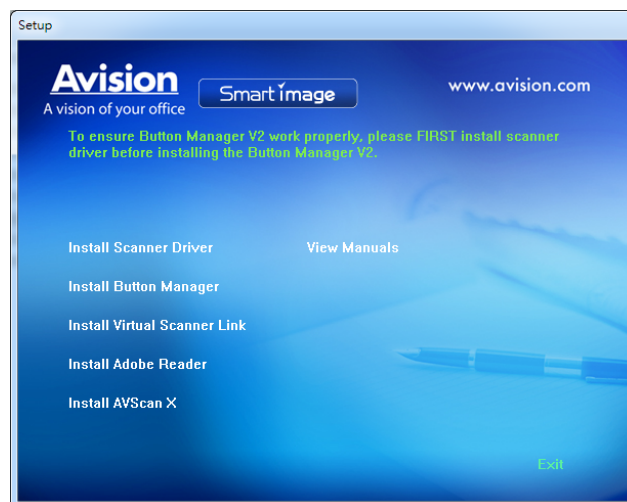 Setup
Avision
A vision of your office
Smart image
www.avision.com
To ensure Button Manager V2 work properly, please FIRST install scanner
driver before installing the Button Manager V2.
Install Scanner Driver
View Manuals
Install Button Manager
Install Virtual Scanner Link
Install Adobe Reader
Install AVScan X
Exit